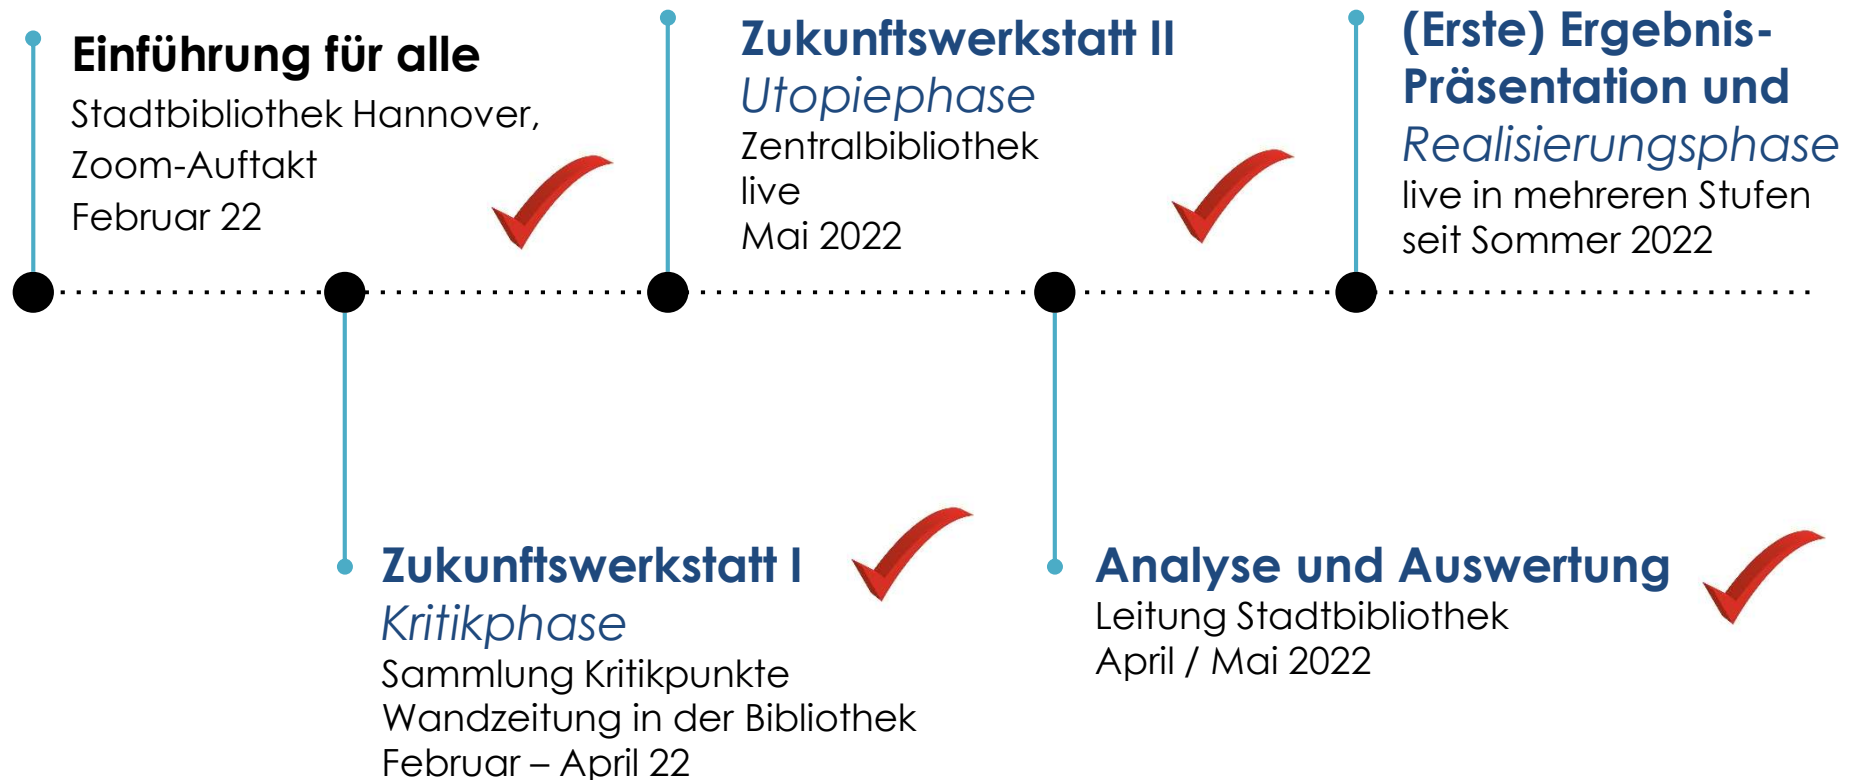 Einführung für alle
Stadtbibliothek Hannover,
Zoom-Auftakt
Februar 22
Zukunftswerkstatt I
Kritikphase
Sammlung Kritikpunkte
Wandzeitung in der Bibliothek
Februar – April 22
Zukunftswerkstatt II
Utopiephase
Zentralbibliothek
live
Mai 2022
Analyse und Auswertung
Leitung Stadtbibliothek
April / Mai 2022
(Erste) Ergebnis-
Präsentation und
Realisierungsphase
live in mehreren Stufen
seit Sommer 2022